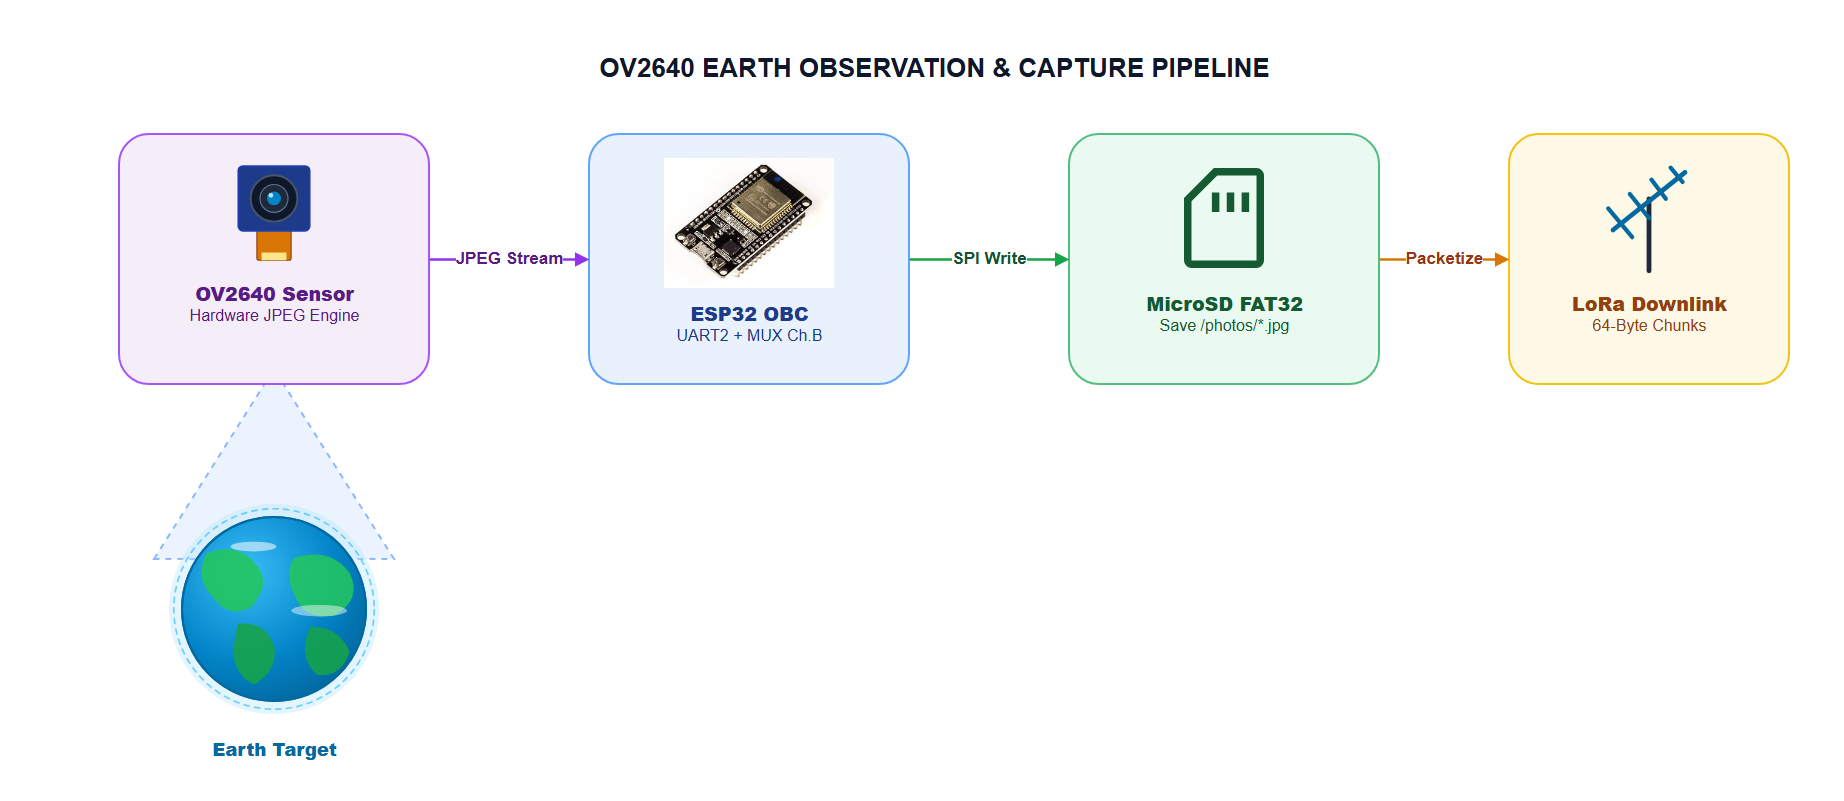 OV2640 EARTH OBSERVATION & CAPTURE PIPELINE
OV2640 Sensor
Hardware JPEG Engine
JPEG Stream
ESP32 OBC
UART2 + MUX Ch.B
SPI Write
MicroSD FAT32
Save /photos/*.jpg
Packetize
LoRa Downlink
64-Byte Chunks
Earth Target